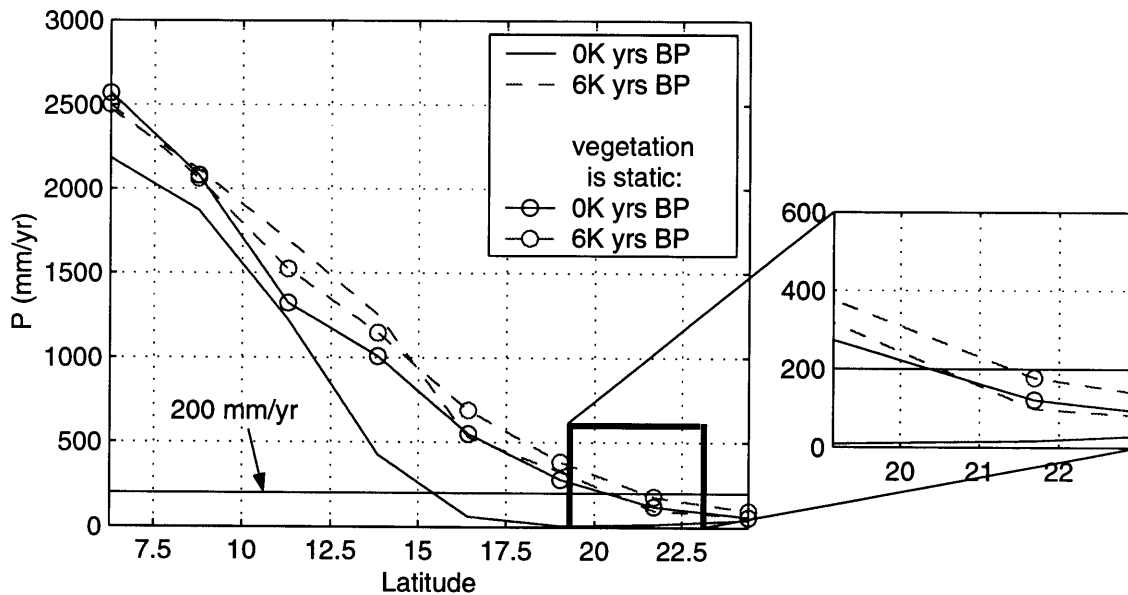 3000
2500
2000
1500
1000
500
0
P (mm/yr)
0K yrs BP
6K yrs BP
vegetation
is static:
0K yrs BP
6K yrs BP
200 mm/yr
7.5 10 12.5 15 17.5 20 22.5
Latitude
600
400
200
0
20 21 22